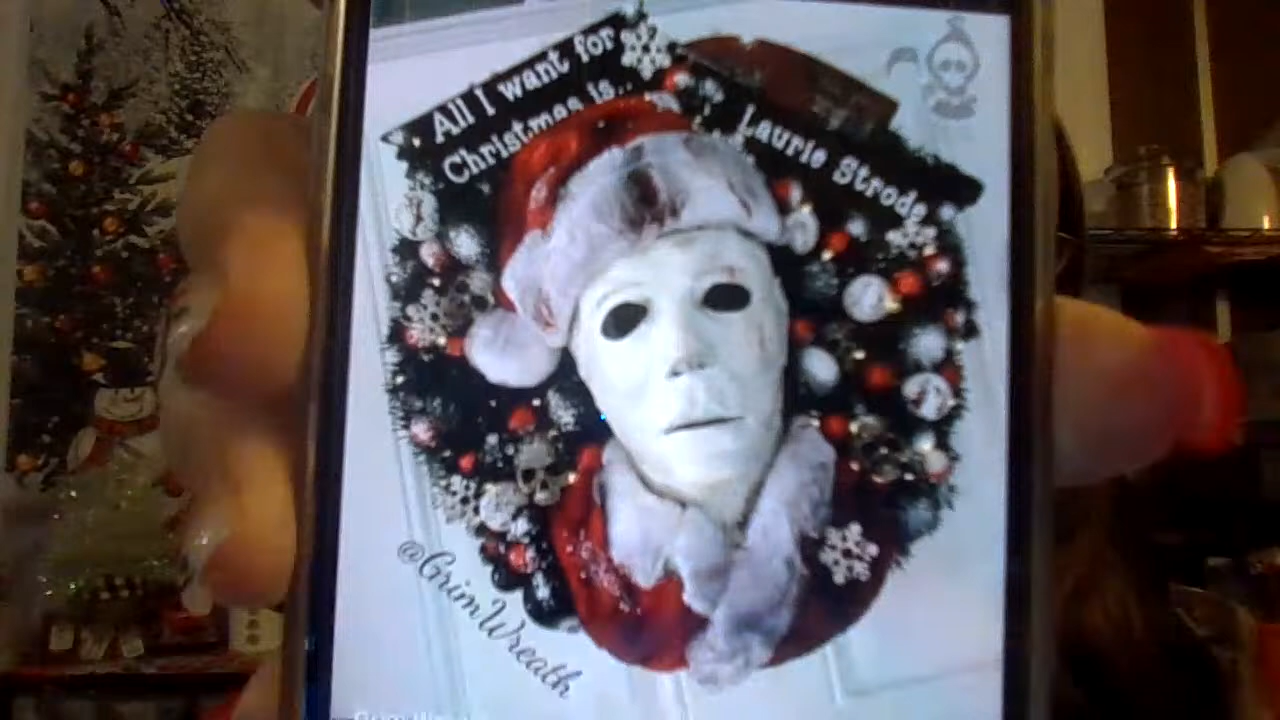 All I want for
Christmas is..
Laurie Strode
@GrimWreath